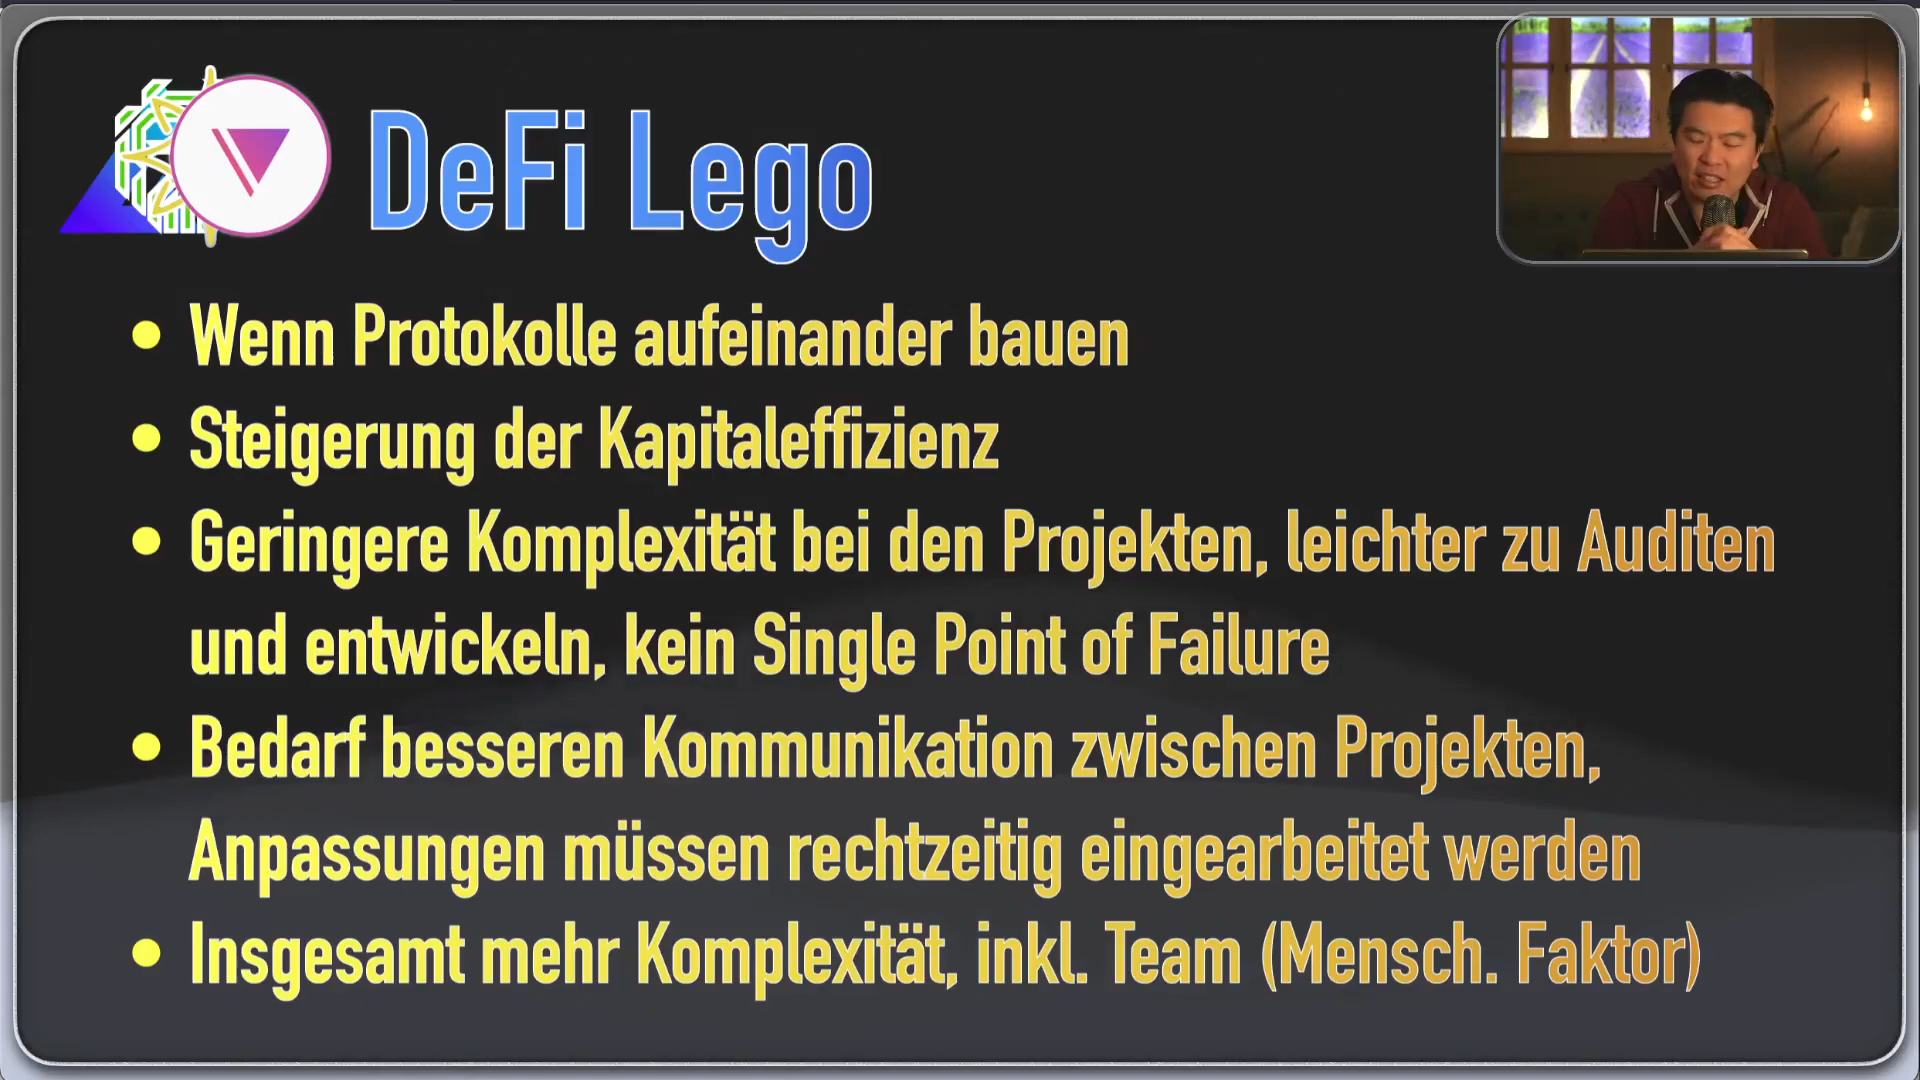 DeFi Lego
• Wenn Protokolle aufeinander bauen
• Steigerung der Kapitaleffizienz
• Geringere Komplexität bei den Projekten, leichter zu Auditen
und entwickeln, kein Single Point of Failure
• Bedarf besseren Kommunikation zwischen Projekten,
Anpassungen müssen rechtzeitig eingearbeitet werden
• Insgesamt mehr Komplexität, inkl. Team (Mensch. Faktor)